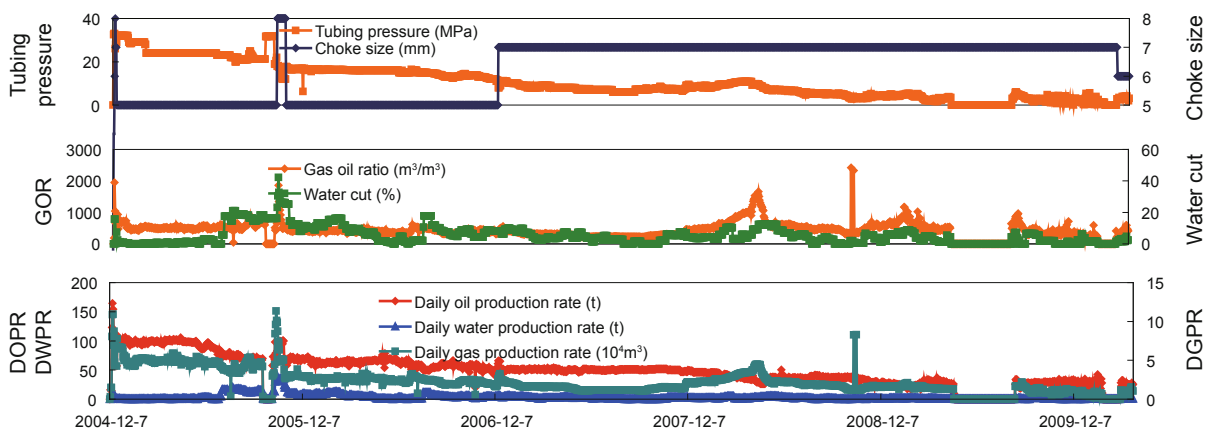 Tubing pressure
40
20
0
Tubing pressure (MPa)
Choke size (mm)
8
7
6
5
Choke size
GOR
3000
2000
1000
0
Gas oil ratio (m³/m³)
Water cut (%)
60
40
20
0
Water cut
DOPR
DWPR
200
150
100
50
0
Daily oil production rate (t)
Daily water production rate (t)
Daily gas production rate (10⁴m³)
15
10
5
0
DGPR
2004-12-7
2005-12-7
2006-12-7
2007-12-7
2008-12-7
2009-12-7